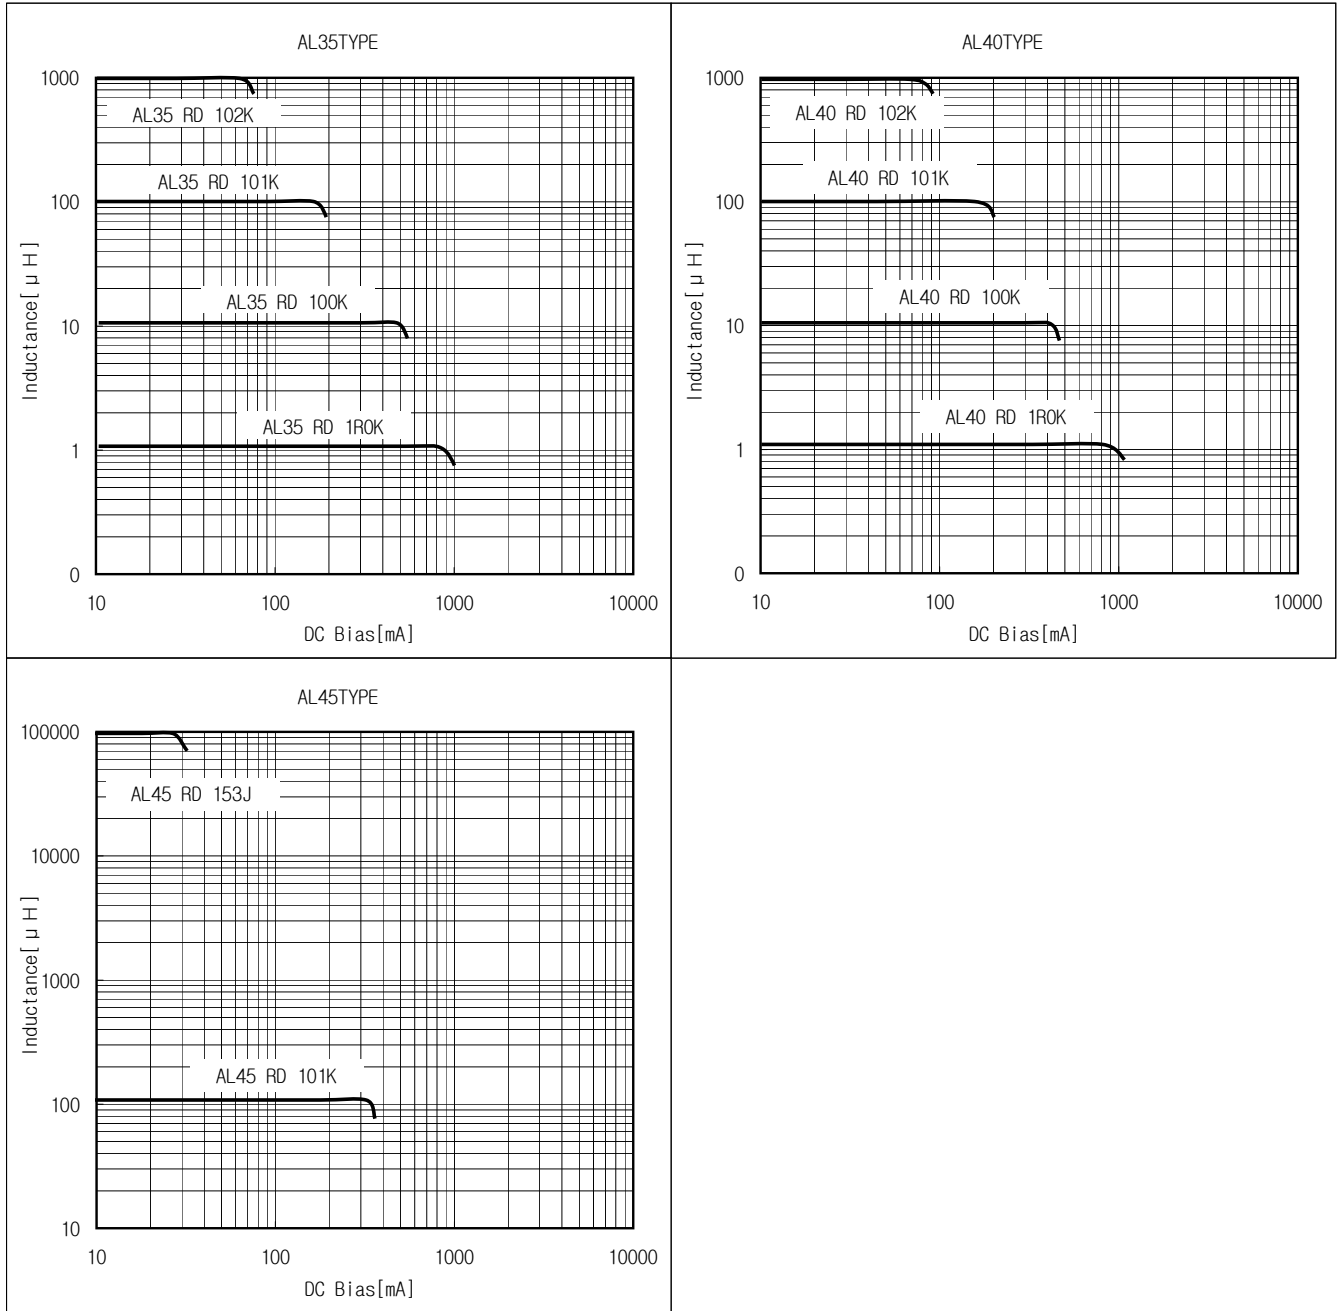 AL35TYPE
1000
AL35 RD 102K
AL35 RD 101K
100
AL35 RD 100K
10
AL35 RD 1R0K
1
0
Inductance[ μ H]
10 100 1000 10000
DC Bias[mA]
AL40TYPE
1000
AL40 RD 102K
AL40 RD 101K
100
AL40 RD 100K
10
AL40 RD 1R0K
1
0
Inductance[ μ H]
10 100 1000 10000
DC Bias[mA]
AL45TYPE
100000
AL45 RD 153J
10000
1000
AL45 RD 101K
100
10
Inductance[ μ H]
10 100 1000 10000
DC Bias[mA]